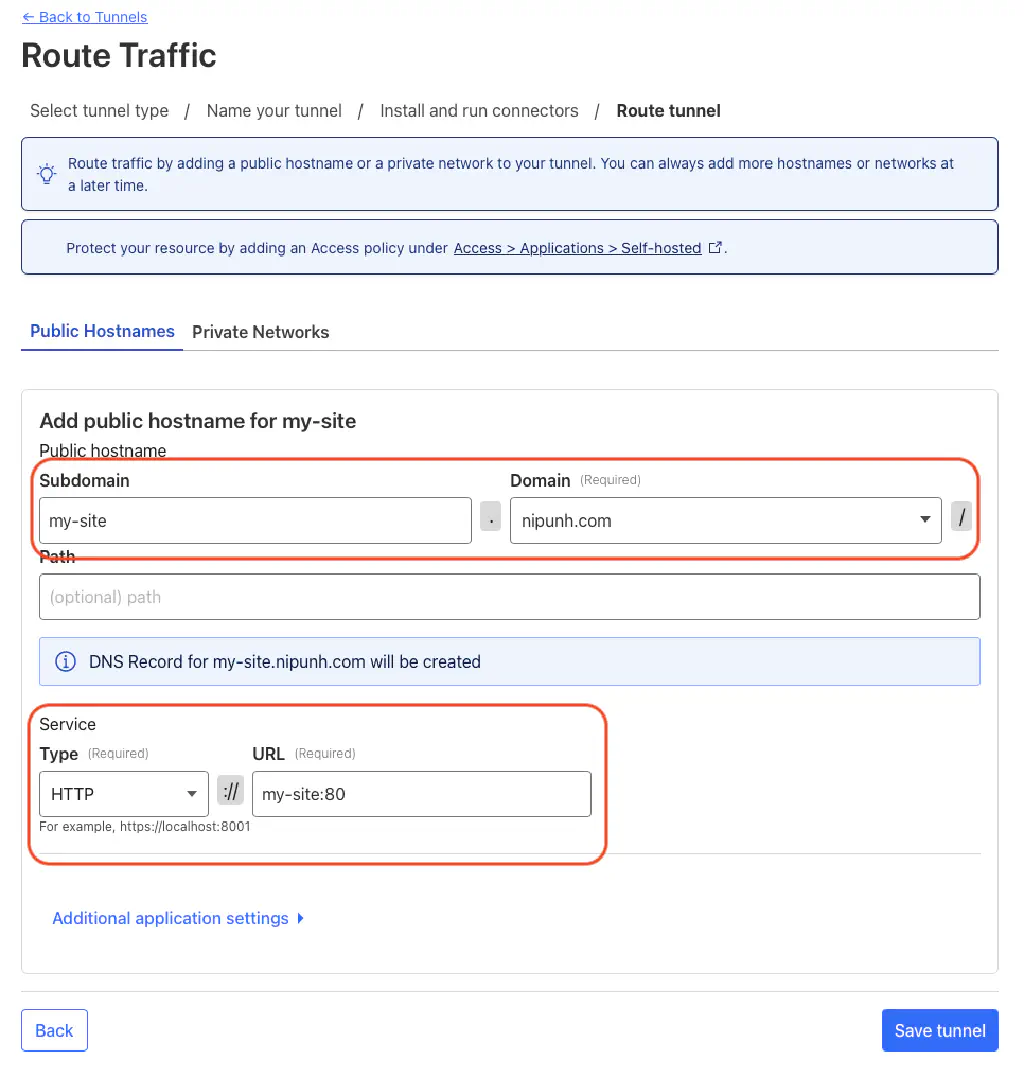 ← Back to Tunnels
Route Traffic
Select tunnel type / Name your tunnel / Install and run connectors / Route tunnel
Route traffic by adding a public hostname or a private network to your tunnel. You can always add more hostnames or networks at
a later time.
Protect your resource by adding an Access policy under Access > Applications > Self-hosted .
Public Hostnames Private Networks
Add public hostname for my-site
Public hostname
Subdomain Domain (Required)
my-site . nipunh.com /
Path
(optional) path
DNS Record for my-site.nipunh.com will be created
Service
Type (Required) URL (Required)
HTTP :// my-site:80
For example, https://localhost:8001
Additional application settings
Back Save tunnel